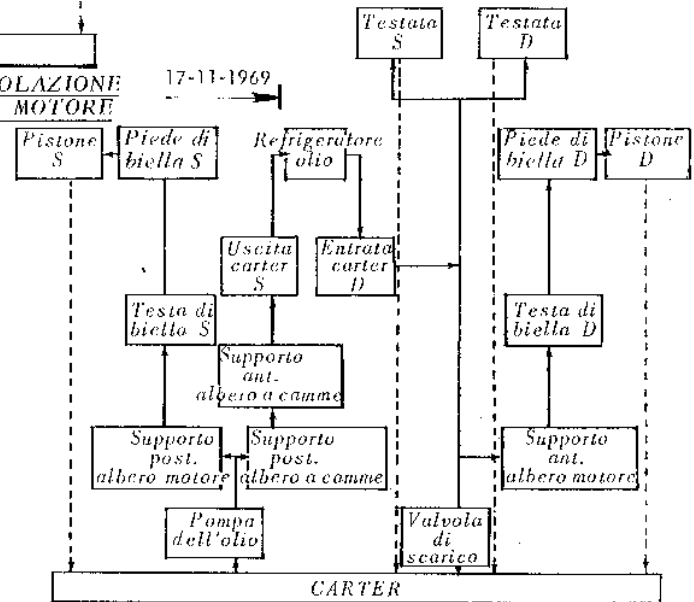 Testata
S
Testata
D
OLAZIONE
MOTORE
17-11-1969
Pistone
S
Piede di
biella S
Refrigeratore
olio
Piede di
biella D
Pistone
D
Uscita
carter
S
Entrata
carter
D
Testa di
biella S
Testa di
biella D
Supporto
ant.
albero a camme
Supporto
post.
albero motore
Supporto
post.
albero a camme
Supporto
ant.
albero motore
Pompa
dell'olio
Valvola
di
scarico
CARTER